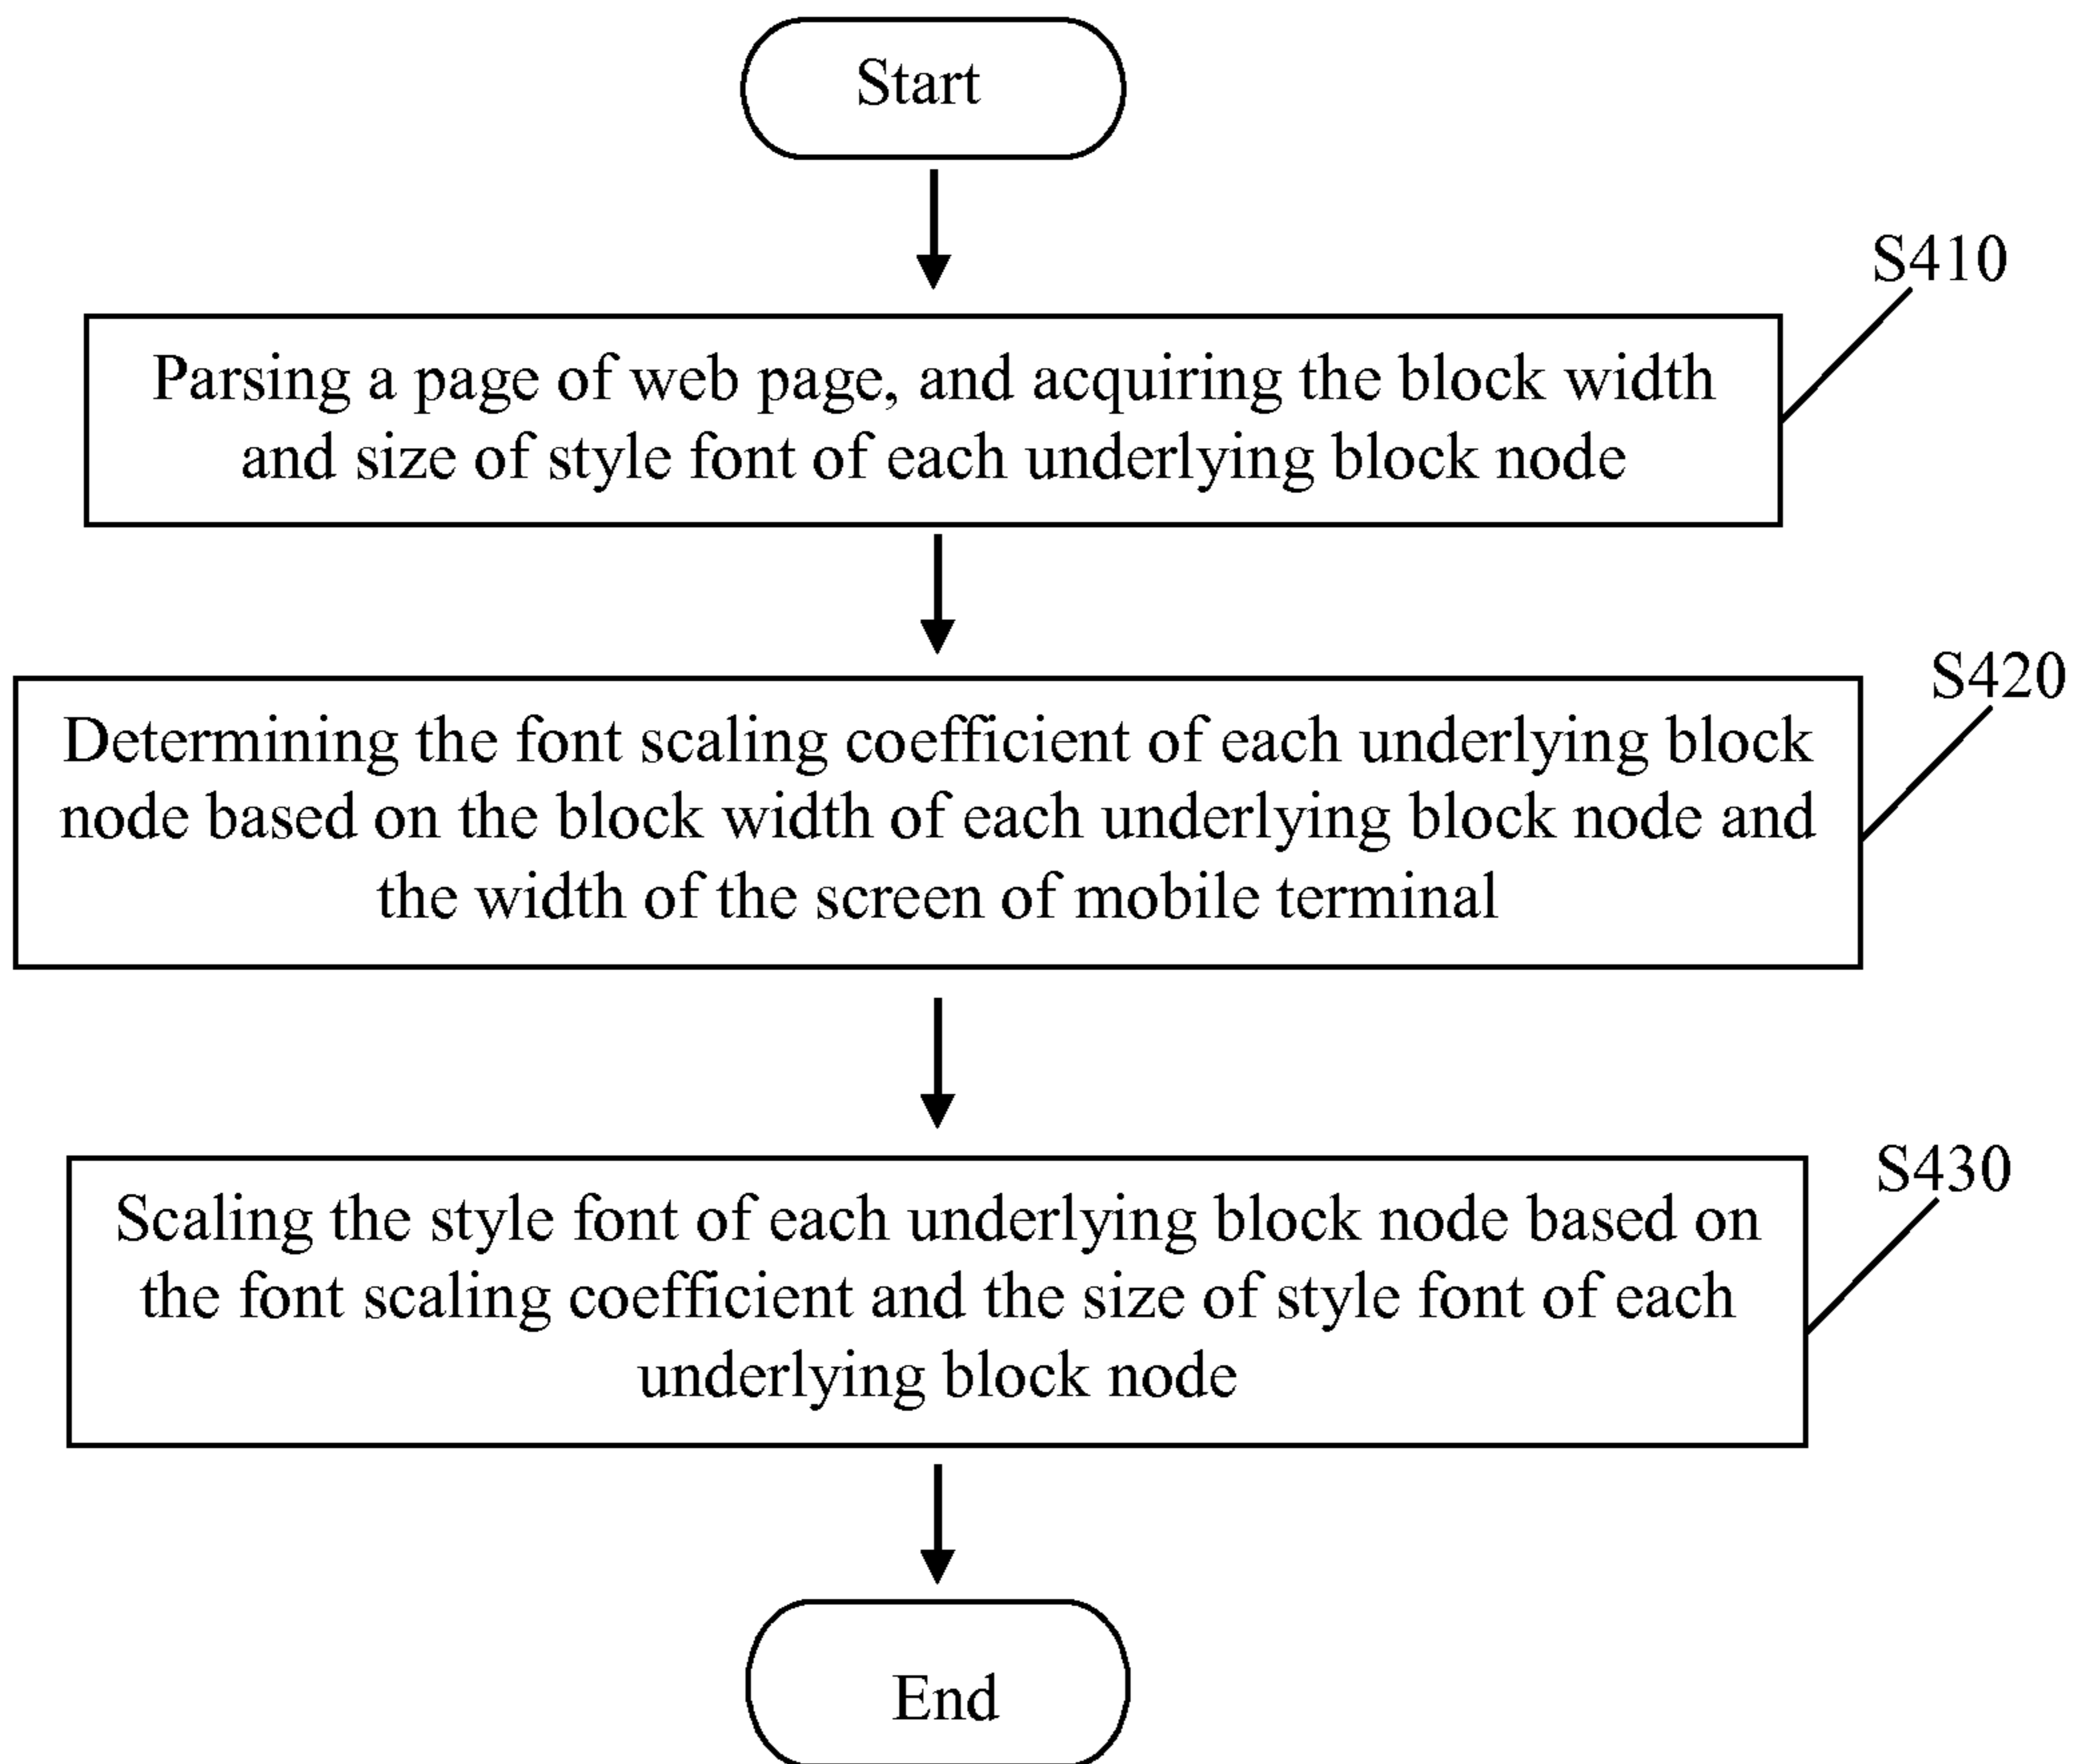 Start
S410
Parsing a page of web page, and acquiring the block width
and size of style font of each underlying block node
S420
Determining the font scaling coefficient of each underlying block
node based on the block width of each underlying block node and
the width of the screen of mobile terminal
S430
Scaling the style font of each underlying block node based on
the font scaling coefficient and the size of style font of each
underlying block node
End